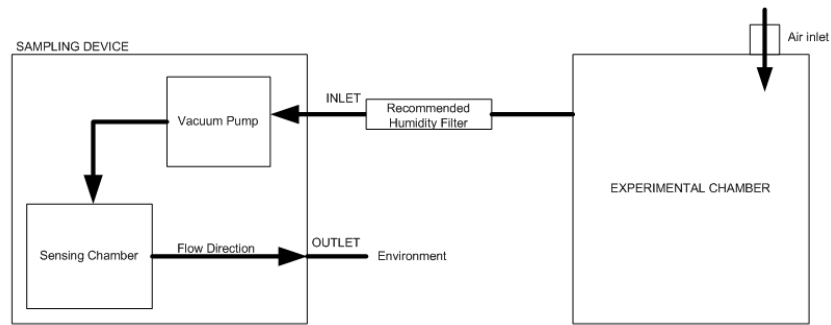 SAMPLING DEVICE
Air inlet
INLET
Recommended
Humidity Filter
Vacuum Pump
EXPERIMENTAL CHAMBER
Sensing Chamber
Flow Direction
OUTLET
Environment